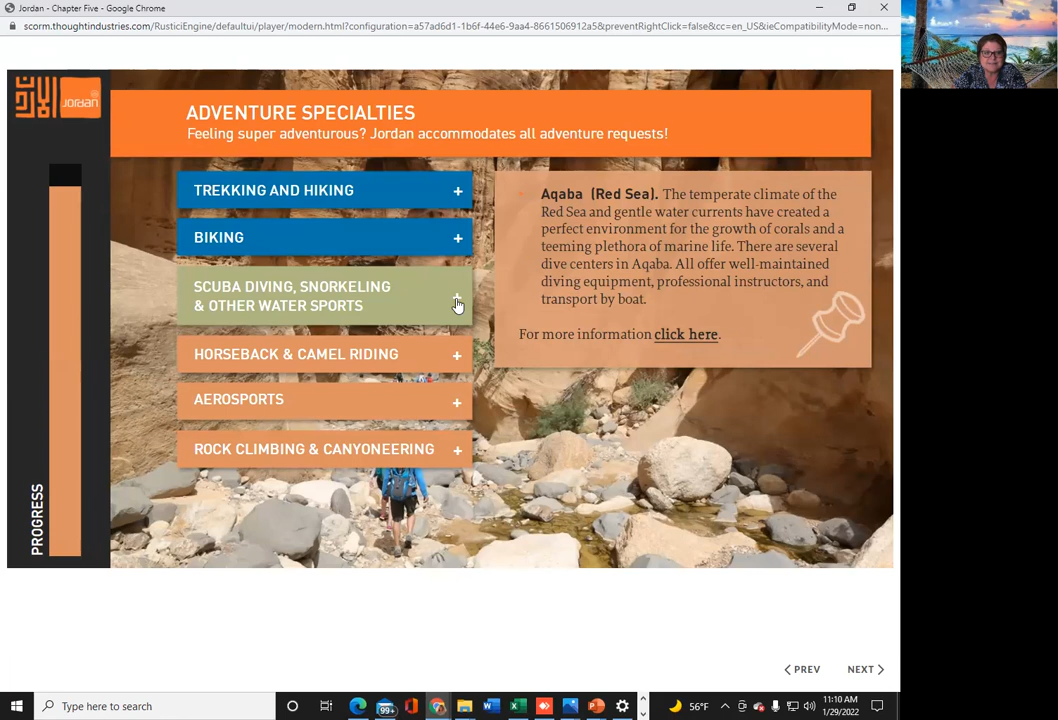 Jordan - Chapter Five - Google Chrome
scorm.thoughtindustries.com/RusticiEngine/defaultui/player/modern.html?configuration=a57ad6d1-1b6f-44e6-9aa4-8661506912a5&preventRightClick=false&cc=en_US&ieCompatibilityMode=non...
Jordan
ADVENTURE SPECIALTIES
Feeling super adventurous? Jordan accommodates all adventure requests!
TREKKING AND HIKING +
BIKING +
SCUBA DIVING, SNORKELING
& OTHER WATER SPORTS
HORSEBACK & CAMEL RIDING +
AEROSPORTS +
ROCK CLIMBING & CANYONEERING +
Aqaba (Red Sea). The temperate climate of the
Red Sea and gentle water currents have created a
perfect environment for the growth of corals and a
teeming plethora of marine life. There are several
dive centers in Aqaba. All offer well-maintained
diving equipment, professional instructors, and
transport by boat.
For more information click here.
PROGRESS
PREV NEXT
Type here to search
99+
56°F
11:10 AM
1/29/2022